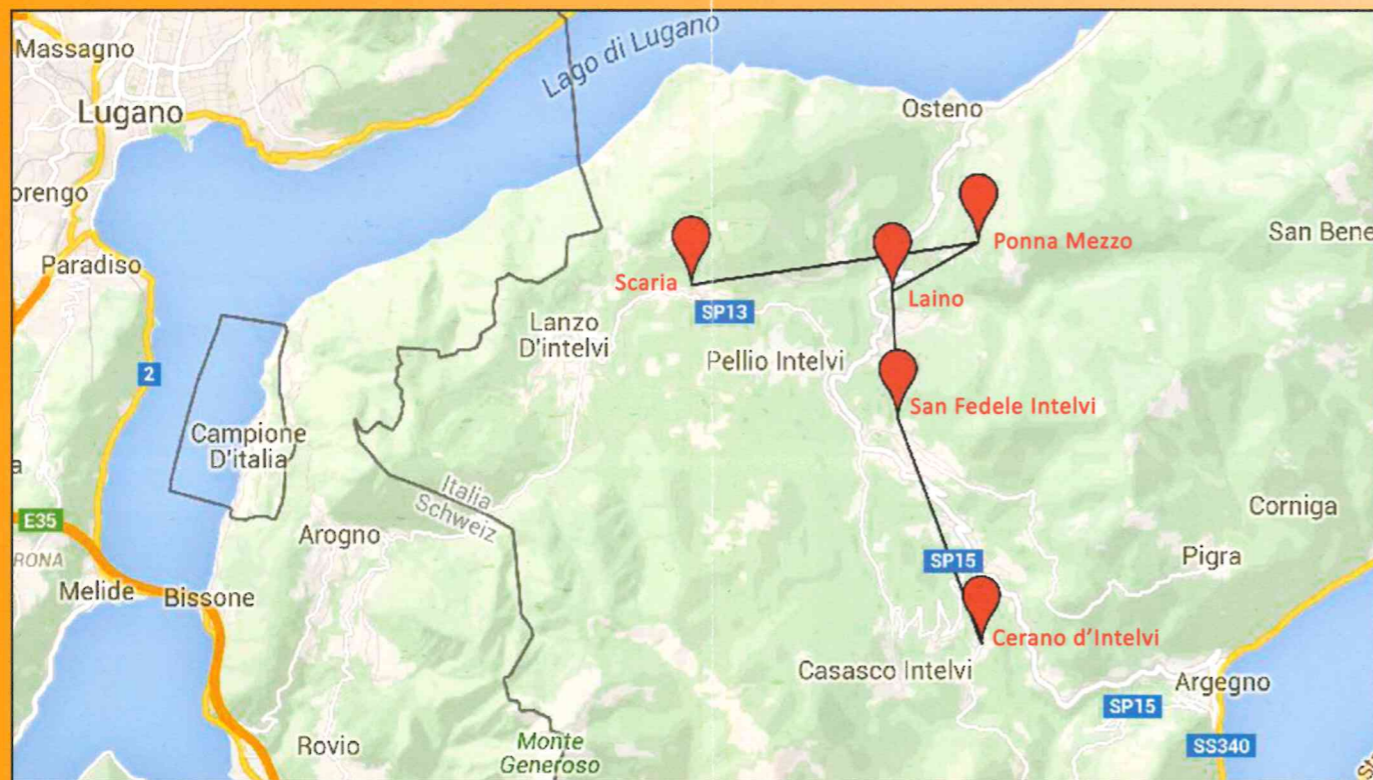 Massagno
Lago di Lugano
Lugano
Osteno
orengo
Ponna Mezzo
San Bene
Paradiso
Scaria
Laino
SP13
Lanzo
D'intelvi
Pellio Intelvi
2
San Fedele Intelvi
Campione
D'italia
a
Italia
Schweiz
Corniga
E35
Arogno
RONA
SP15
Pigra
Melide
Bissone
Cerano d'Intelvi
Casasco Intelvi
Argegno
SP15
Rovio
Monte
Generoso
SS340